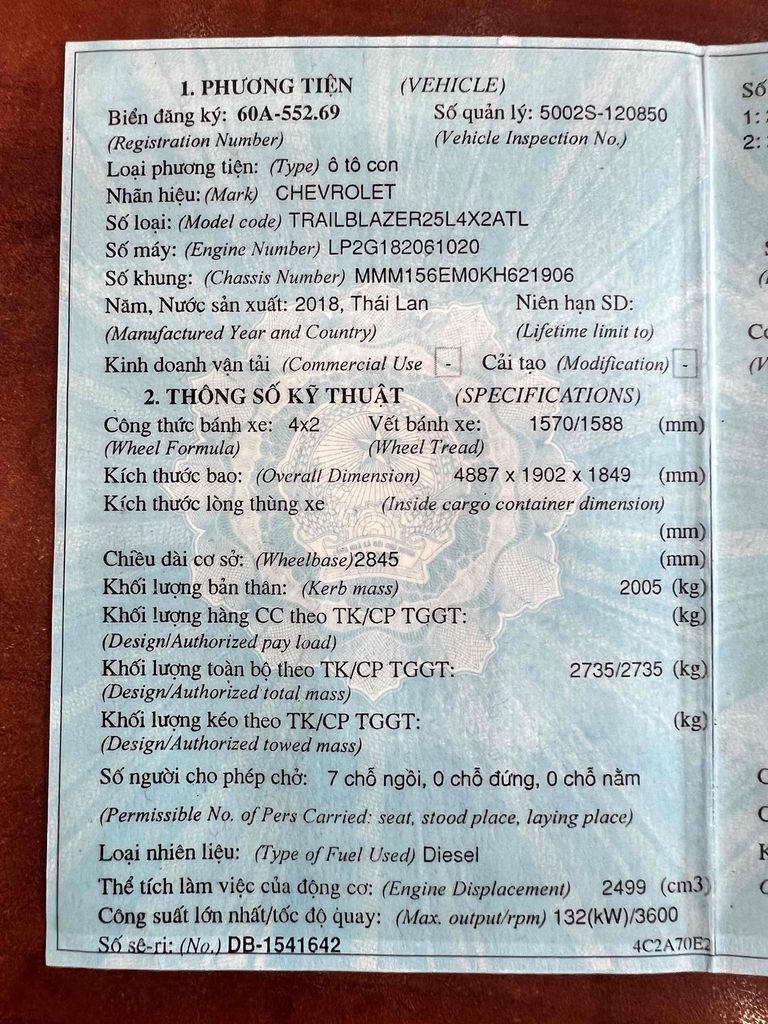 1. PHƯƠNG TIỆN (VEHICLE)
Biển đăng ký: 60A-552.69 Số quản lý: 5002S-120850
(Registration Number) (Vehicle Inspection No.)
Loại phương tiện: (Type) ô tô con
Nhãn hiệu: (Mark) CHEVROLET
Số loại: (Model code) TRAILBLAZER25L4X2ATL
Số máy: (Engine Number) LP2G182061020
Số khung: (Chassis Number) MMM156EM0KH621906
Năm, Nước sản xuất: 2018, Thái Lan Niên hạn SD:
(Manufactured Year and Country) (Lifetime limit to)
Kinh doanh vận tải (Commercial Use - Cải tạo (Modification) -
2. THÔNG SỐ KỸ THUẬT (SPECIFICATIONS)
Công thức bánh xe: 4x2 Vết bánh xe: 1570/1588 (mm)
(Wheel Formula) (Wheel Tread)
Kích thước bao: (Overall Dimension) 4887 x 1902 x 1849 (mm)
Kích thước lòng thùng xe (Inside cargo container dimension)
(mm)
Chiều dài cơ sở: (Wheelbase) 2845 (mm)
Khối lượng bản thân: (Kerb mass) 2005 (kg)
Khối lượng hàng CC theo TK/CP TGGT: (kg)
(Design/Authorized pay load)
Khối lượng toàn bộ theo TK/CP TGGT: 2735/2735 (kg)
(Design/Authorized total mass)
Khối lượng kéo theo TK/CP TGGT: (kg)
(Design/Authorized towed mass)
Số người cho phép chở: 7 chỗ ngồi, 0 chỗ đứng, 0 chỗ nằm
(Permissible No. of Pers Carried: seat, stood place, laying place)
Loại nhiên liệu: (Type of Fuel Used) Diesel
Thể tích làm việc của động cơ: (Engine Displacement) 2499 (cm3)
Công suất lớn nhất/tốc độ quay: (Max. output/rpm) 132(kW)/3600
Số sê-ri: (No.) DB-1541642 4C2A70E2
Số
1:
2: